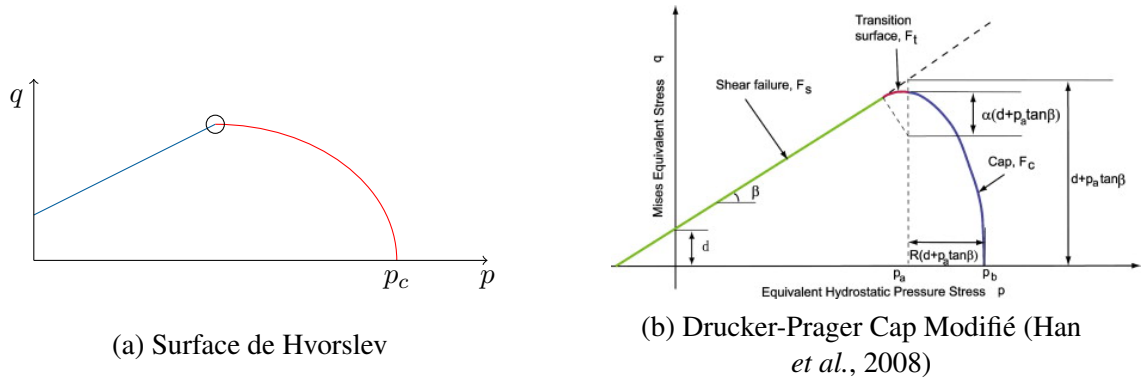 q
p_c
p
(a) Surface de Hvorslev
Transition
surface, F_t
Mises Equivalent Stress q
Shear failure, F_s
α(d+p_a tanβ)
β
Cap, F_c
d+p_a tanβ
d
R(d+p_a tanβ)
p_a
p_b
Equivalent Hydrostatic Pressure Stress p
(b) Drucker-Prager Cap Modifié (Han
et al., 2008)